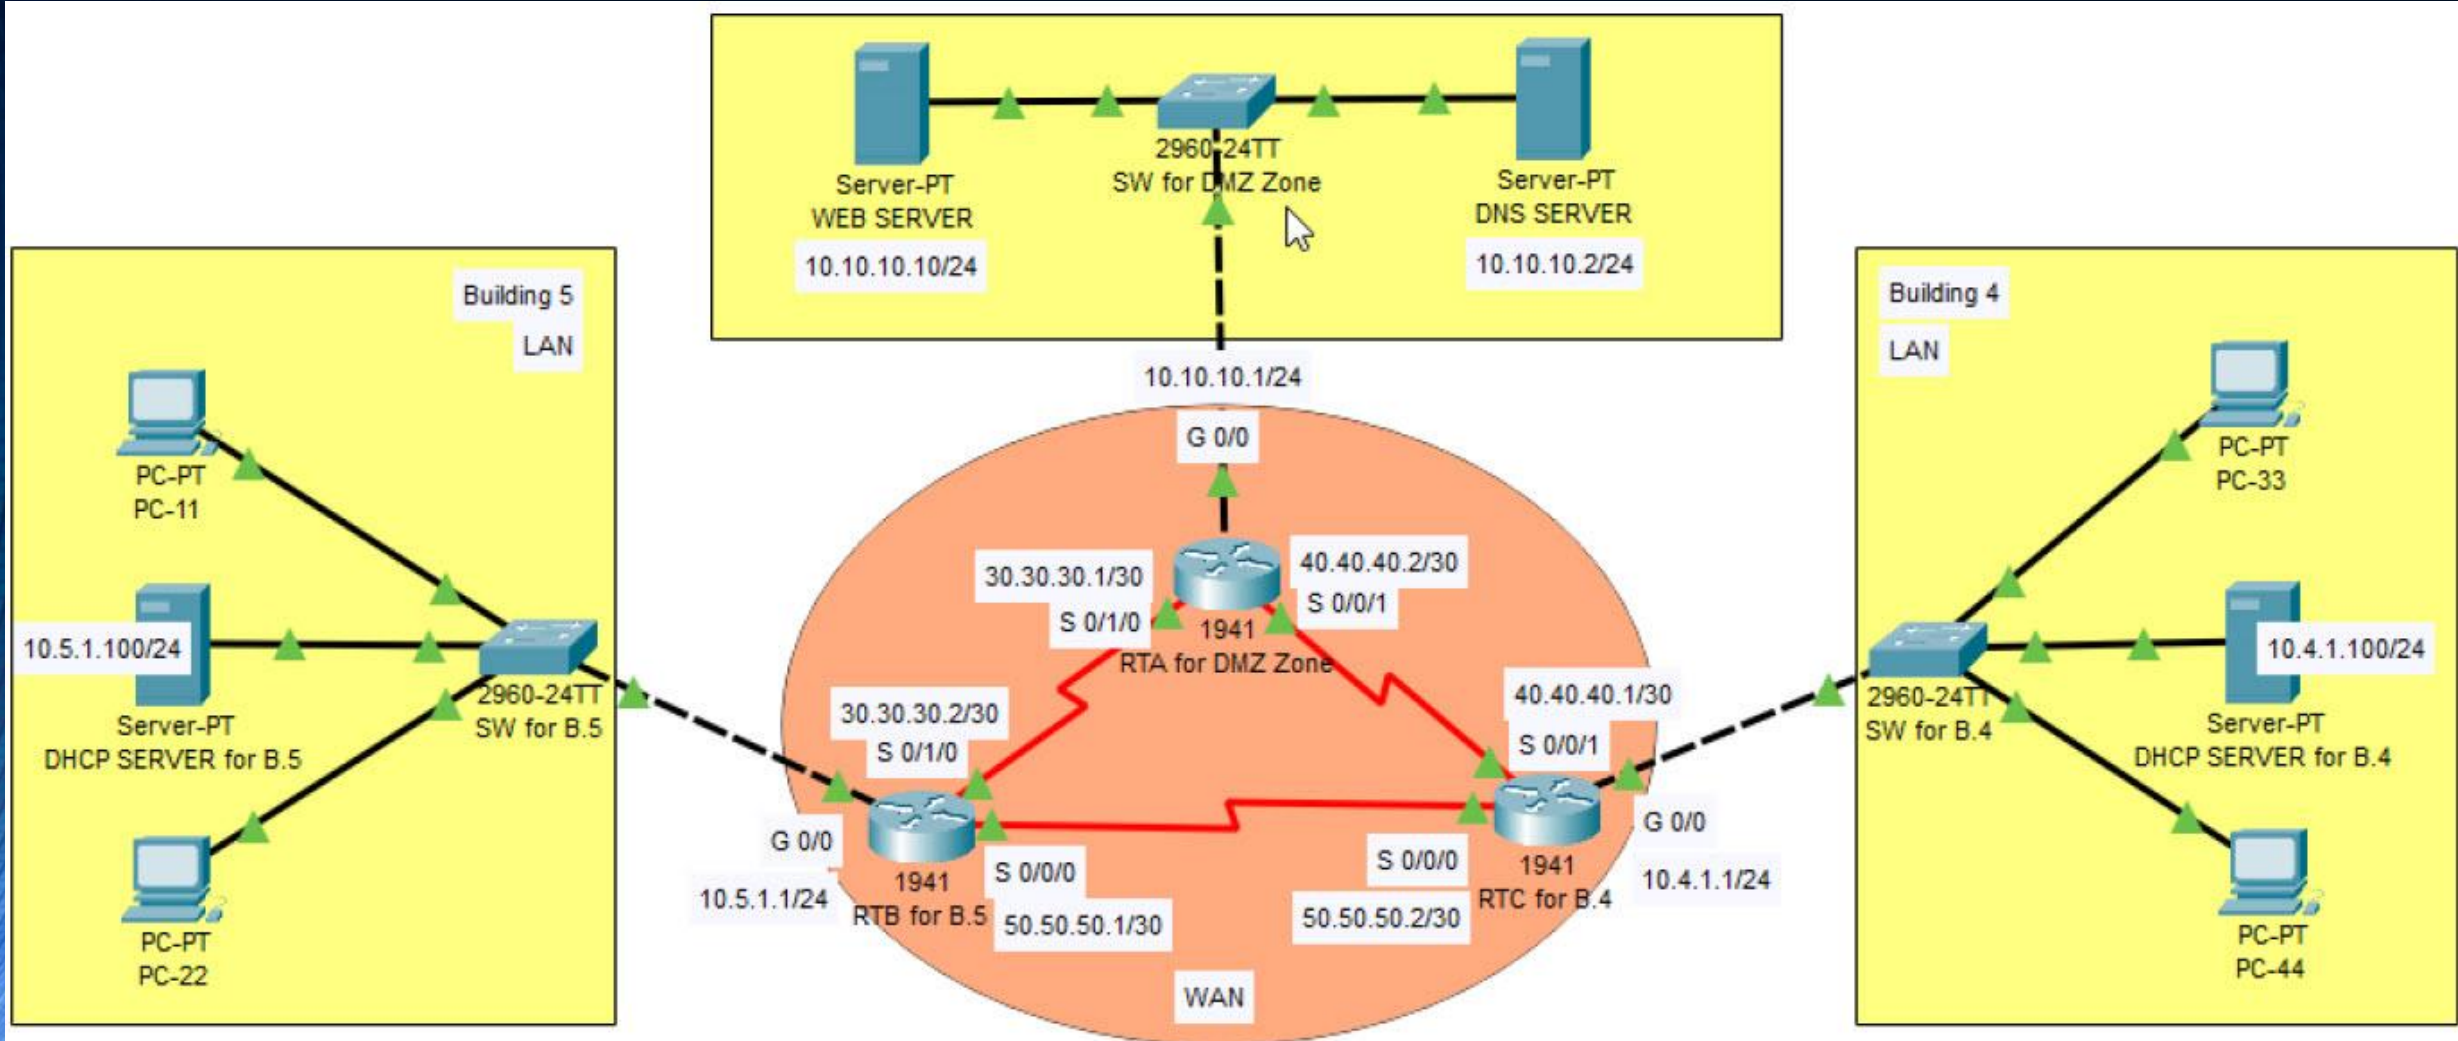 Server-PT
WEB SERVER
10.10.10.10/24
2960-24TT
SW for DMZ Zone
Server-PT
DNS SERVER
10.10.10.2/24
Building 5
LAN
PC-PT
PC-11
10.5.1.100/24
Server-PT
DHCP SERVER for B.5
2960-24TT
SW for B.5
PC-PT
PC-22
10.10.10.1/24
G 0/0
30.30.30.1/30
S 0/1/0
40.40.40.2/30
S 0/0/1
1941
RTA for DMZ Zone
30.30.30.2/30
S 0/1/0
40.40.40.1/30
S 0/0/1
G 0/0
10.5.1.1/24
1941
RTB for B.5
S 0/0/0
50.50.50.1/30
S 0/0/0
50.50.50.2/30
1941
RTC for B.4
G 0/0
10.4.1.1/24
WAN
Building 4
LAN
PC-PT
PC-33
2960-24TT
SW for B.4
10.4.1.100/24
Server-PT
DHCP SERVER for B.4
PC-PT
PC-44